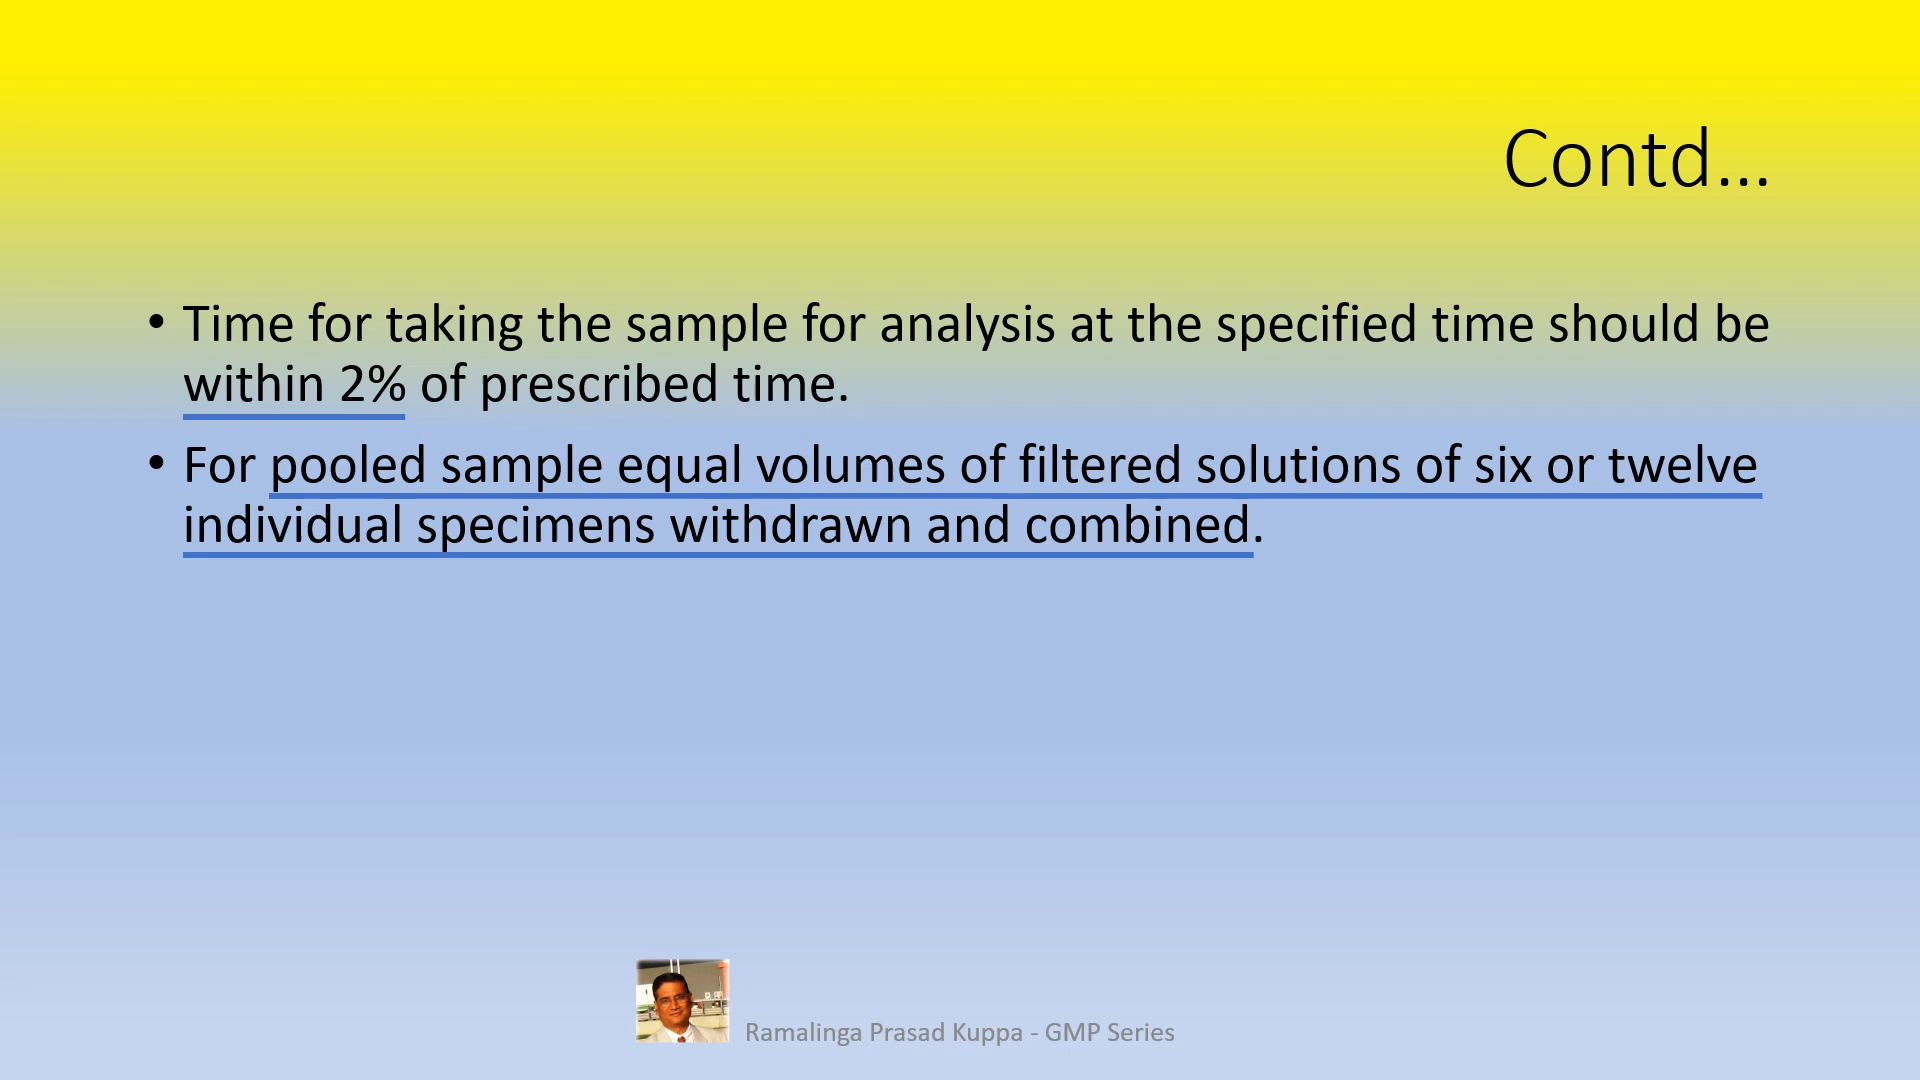 Contd…
• Time for taking the sample for analysis at the specified time should be
within 2% of prescribed time.
• For pooled sample equal volumes of filtered solutions of six or twelve
individual specimens withdrawn and combined.
Ramalinga Prasad Kuppa - GMP Series